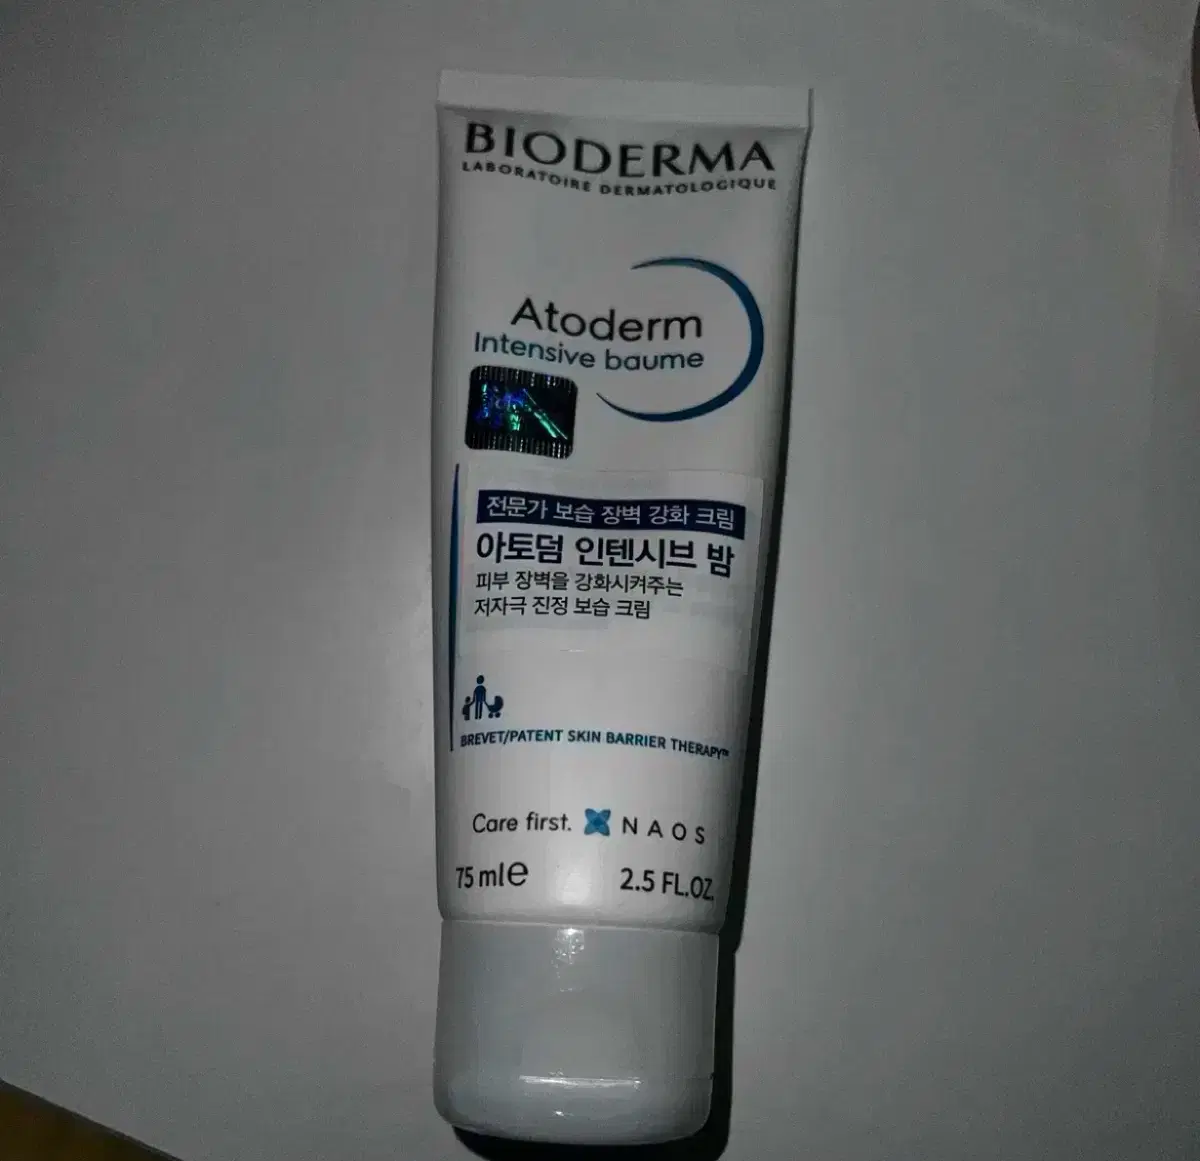 BIODERMA
LABORATOIRE DERMATOLOGIQUE
Atoderm
Intensive baume
전문가 보습 장벽 강화 크림
아토덤 인텐시브 밤
피부 장벽을 강화시켜주는
저자극 진정 보습 크림
BREVET/PATENT SKIN BARRIER THERAPY™
Care first. NAOS
75 ml℮ 2.5 FL.OZ.